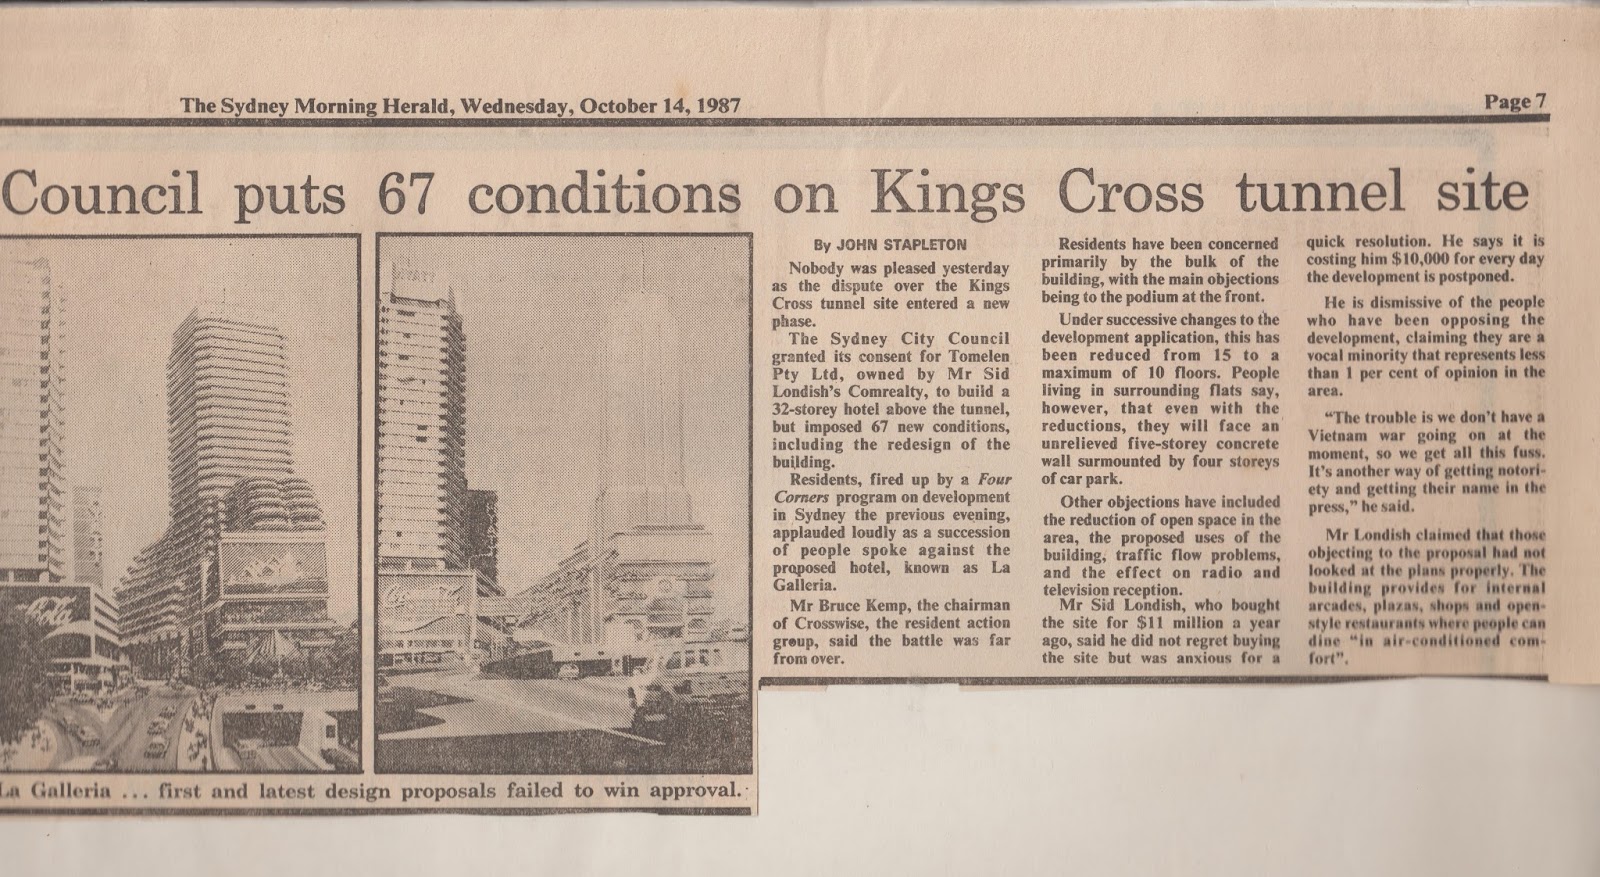 The Sydney Morning Herald, Wednesday, October 14, 1987
Page 7
Council puts 67 conditions on Kings Cross tunnel site
La Galleria ... first and latest design proposals failed to win approval.
By JOHN STAPLETON
Nobody was pleased yesterday
as the dispute over the Kings
Cross tunnel site entered a new
phase.
The Sydney City Council
granted its consent for Tomelen
Pty Ltd, owned by Mr Sid
Londish's Comrealty, to build a
32-storey hotel above the tunnel,
but imposed 67 new conditions,
including the redesign of the
building.
Residents, fired up by a Four
Corners program on development
in Sydney the previous evening,
applauded loudly as a succession
of people spoke against the
proposed hotel, known as La
Galleria.
Mr Bruce Kemp, the chairman
of Crosswise, the resident action
group, said the battle was far
from over.
Residents have been concerned
primarily by the bulk of the
building, with the main objections
being to the podium at the front.
Under successive changes to the
development application, this has
been reduced from 15 to a
maximum of 10 floors. People
living in surrounding flats say,
however, that even with the
reductions, they will face an
unrelieved five-storey concrete
wall surmounted by four storeys
of car park.
Other objections have included
the reduction of open space in the
area, the proposed uses of the
building, traffic flow problems,
and the effect on radio and
television reception.
Mr Sid Londish, who bought
the site for $11 million a year
ago, said he did not regret buying
the site but was anxious for a
quick resolution. He says it is
costing him $10,000 for every day
the development is postponed.
He is dismissive of the people
who have been opposing the
development, claiming they are a
vocal minority that represents less
than 1 per cent of opinion in the
area.
"The trouble is we don't have a
Vietnam war going on at the
moment, so we get all this fuss.
It's another way of getting notori-
ety and getting their name in the
press," he said.
Mr Londish claimed that those
objecting to the proposal had not
looked at the plans properly. The
building provides for internal
arcades, plazas, shops and open-
style restaurants where people can
dine "in air-conditioned com-
fort".